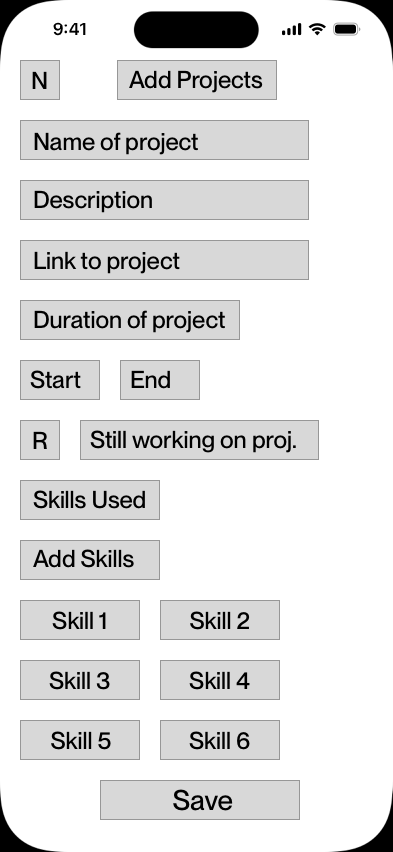 9:41
N Add Projects
Name of project
Description
Link to project
Duration of project
Start End
R Still working on proj.
Skills Used
Add Skills
Skill 1 Skill 2
Skill 3 Skill 4
Skill 5 Skill 6
Save